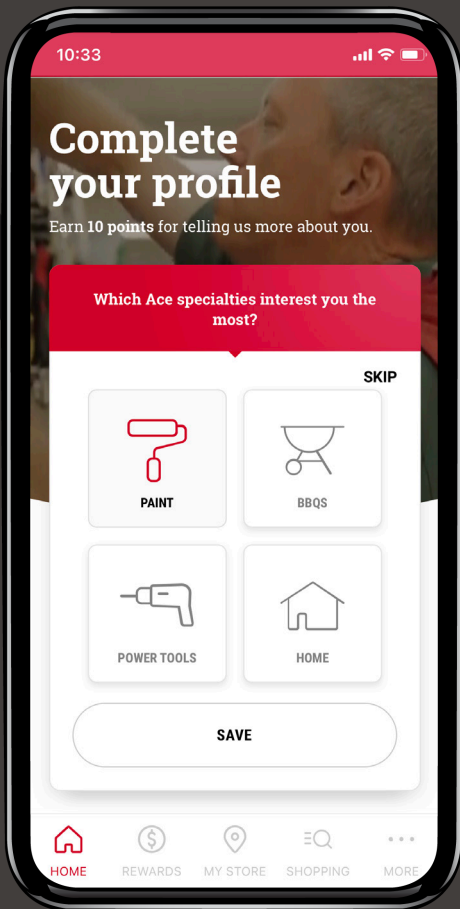 10:33
Complete
your profile
Earn 10 points for telling us more about you.
Which Ace specialties interest you the
most?
SKIP
PAINT
BBQS
POWER TOOLS
HOME
SAVE
HOME
REWARDS
MY STORE
SHOPPING
MORE